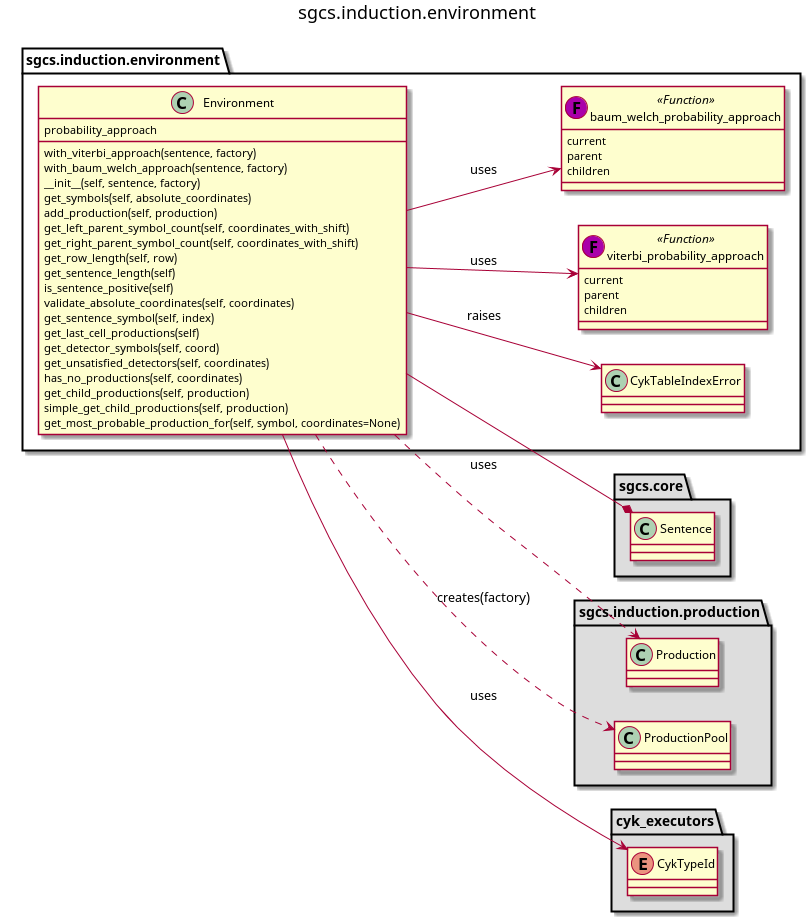 sgcs.induction.environment
sgcs.induction.environment
C Environment
probability_approach
with_viterbi_approach(sentence, factory)
with_baum_welch_approach(sentence, factory)
__init__(self, sentence, factory)
get_symbols(self, absolute_coordinates)
add_production(self, production)
get_left_parent_symbol_count(self, coordinates_with_shift)
get_right_parent_symbol_count(self, coordinates_with_shift)
get_row_length(self, row)
get_sentence_length(self)
is_sentence_positive(self)
validate_absolute_coordinates(self, coordinates)
get_sentence_symbol(self, index)
get_last_cell_productions(self)
get_detector_symbols(self, coord)
get_unsatisfied_detectors(self, coordinates)
has_no_productions(self, coordinates)
get_child_productions(self, production)
simple_get_child_productions(self, production)
get_most_probable_production_for(self, symbol, coordinates=None)
uses
F «Function»
baum_welch_probability_approach
current
parent
children
uses
F «Function»
viterbi_probability_approach
current
parent
children
raises
C CykTableIndexError
uses
sgcs.core
C Sentence
creates(factory)
sgcs.induction.production
C Production
C ProductionPool
uses
cyk_executors
E CykTypeId